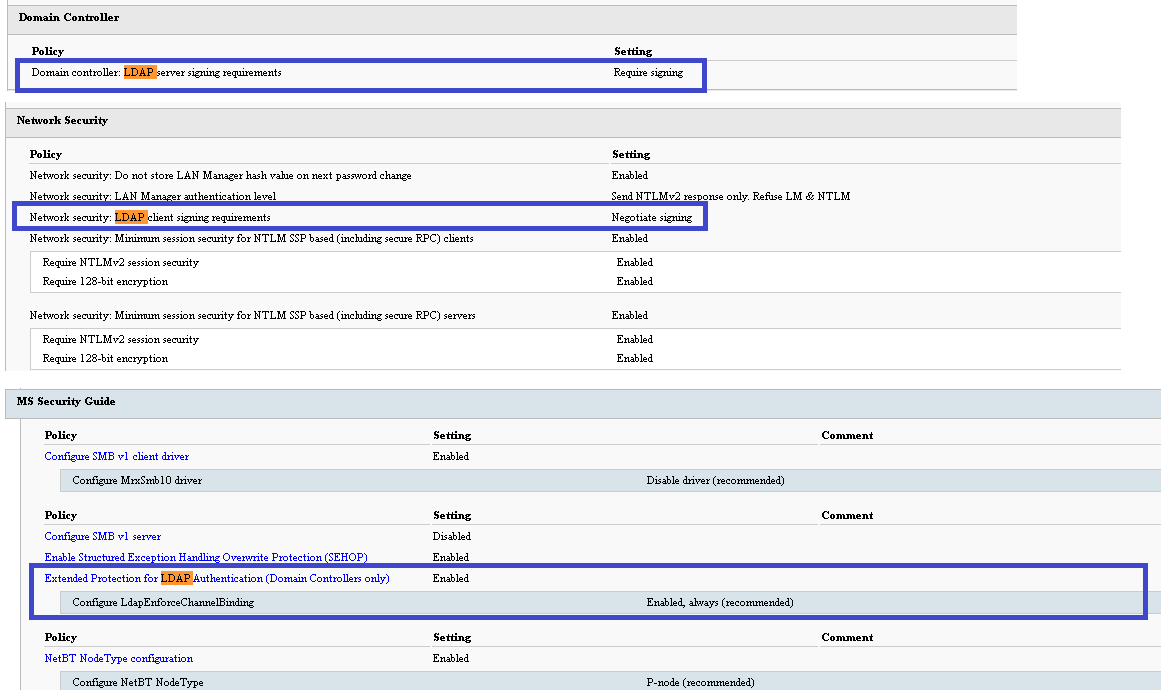 Domain Controller
Policy Setting
Domain controller: LDAP server signing requirements Require signing
Network Security
Policy Setting
Network security: Do not store LAN Manager hash value on next password change Enabled
Network security: LAN Manager authentication level Send NTLMv2 response only. Refuse LM & NTLM
Network security: LDAP client signing requirements Negotiate signing
Network security: Minimum session security for NTLM SSP based (including secure RPC) clients Enabled
Require NTLMv2 session security Enabled
Require 128-bit encryption Enabled
Network security: Minimum session security for NTLM SSP based (including secure RPC) servers Enabled
Require NTLMv2 session security Enabled
Require 128-bit encryption Enabled
MS Security Guide
Policy Setting Comment
Configure SMB v1 client driver Enabled
Configure MrxSmb10 driver Disable driver (recommended)
Policy Setting Comment
Configure SMB v1 server Disabled
Enable Structured Exception Handling Overwrite Protection (SEHOP) Enabled
Extended Protection for LDAP Authentication (Domain Controllers only) Enabled
Configure LdapEnforceChannelBinding Enabled, always (recommended)
Policy Setting Comment
NetBT NodeType configuration Enabled
Configure NetBT NodeType P-node (recommended)